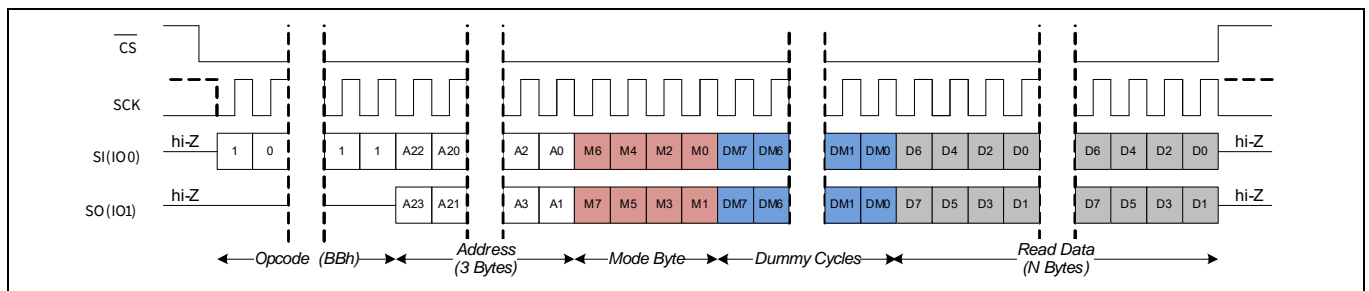 CS
SCK
hi-Z
SI(IO0) 1 0 1 1 A22 A20 A2 A0 M6 M4 M2 M0 DM7 DM6 DM1 DM0 D6 D4 D2 D0 D6 D4 D2 D0 hi-Z
hi-Z
SO(IO1) A23 A21 A3 A1 M7 M5 M3 M1 DM7 DM6 DM1 DM0 D7 D5 D3 D1 D7 D5 D3 D1 hi-Z
Opcode (BBh) Address Mode Byte Dummy Cycles Read Data
(3 Bytes) (N Bytes)